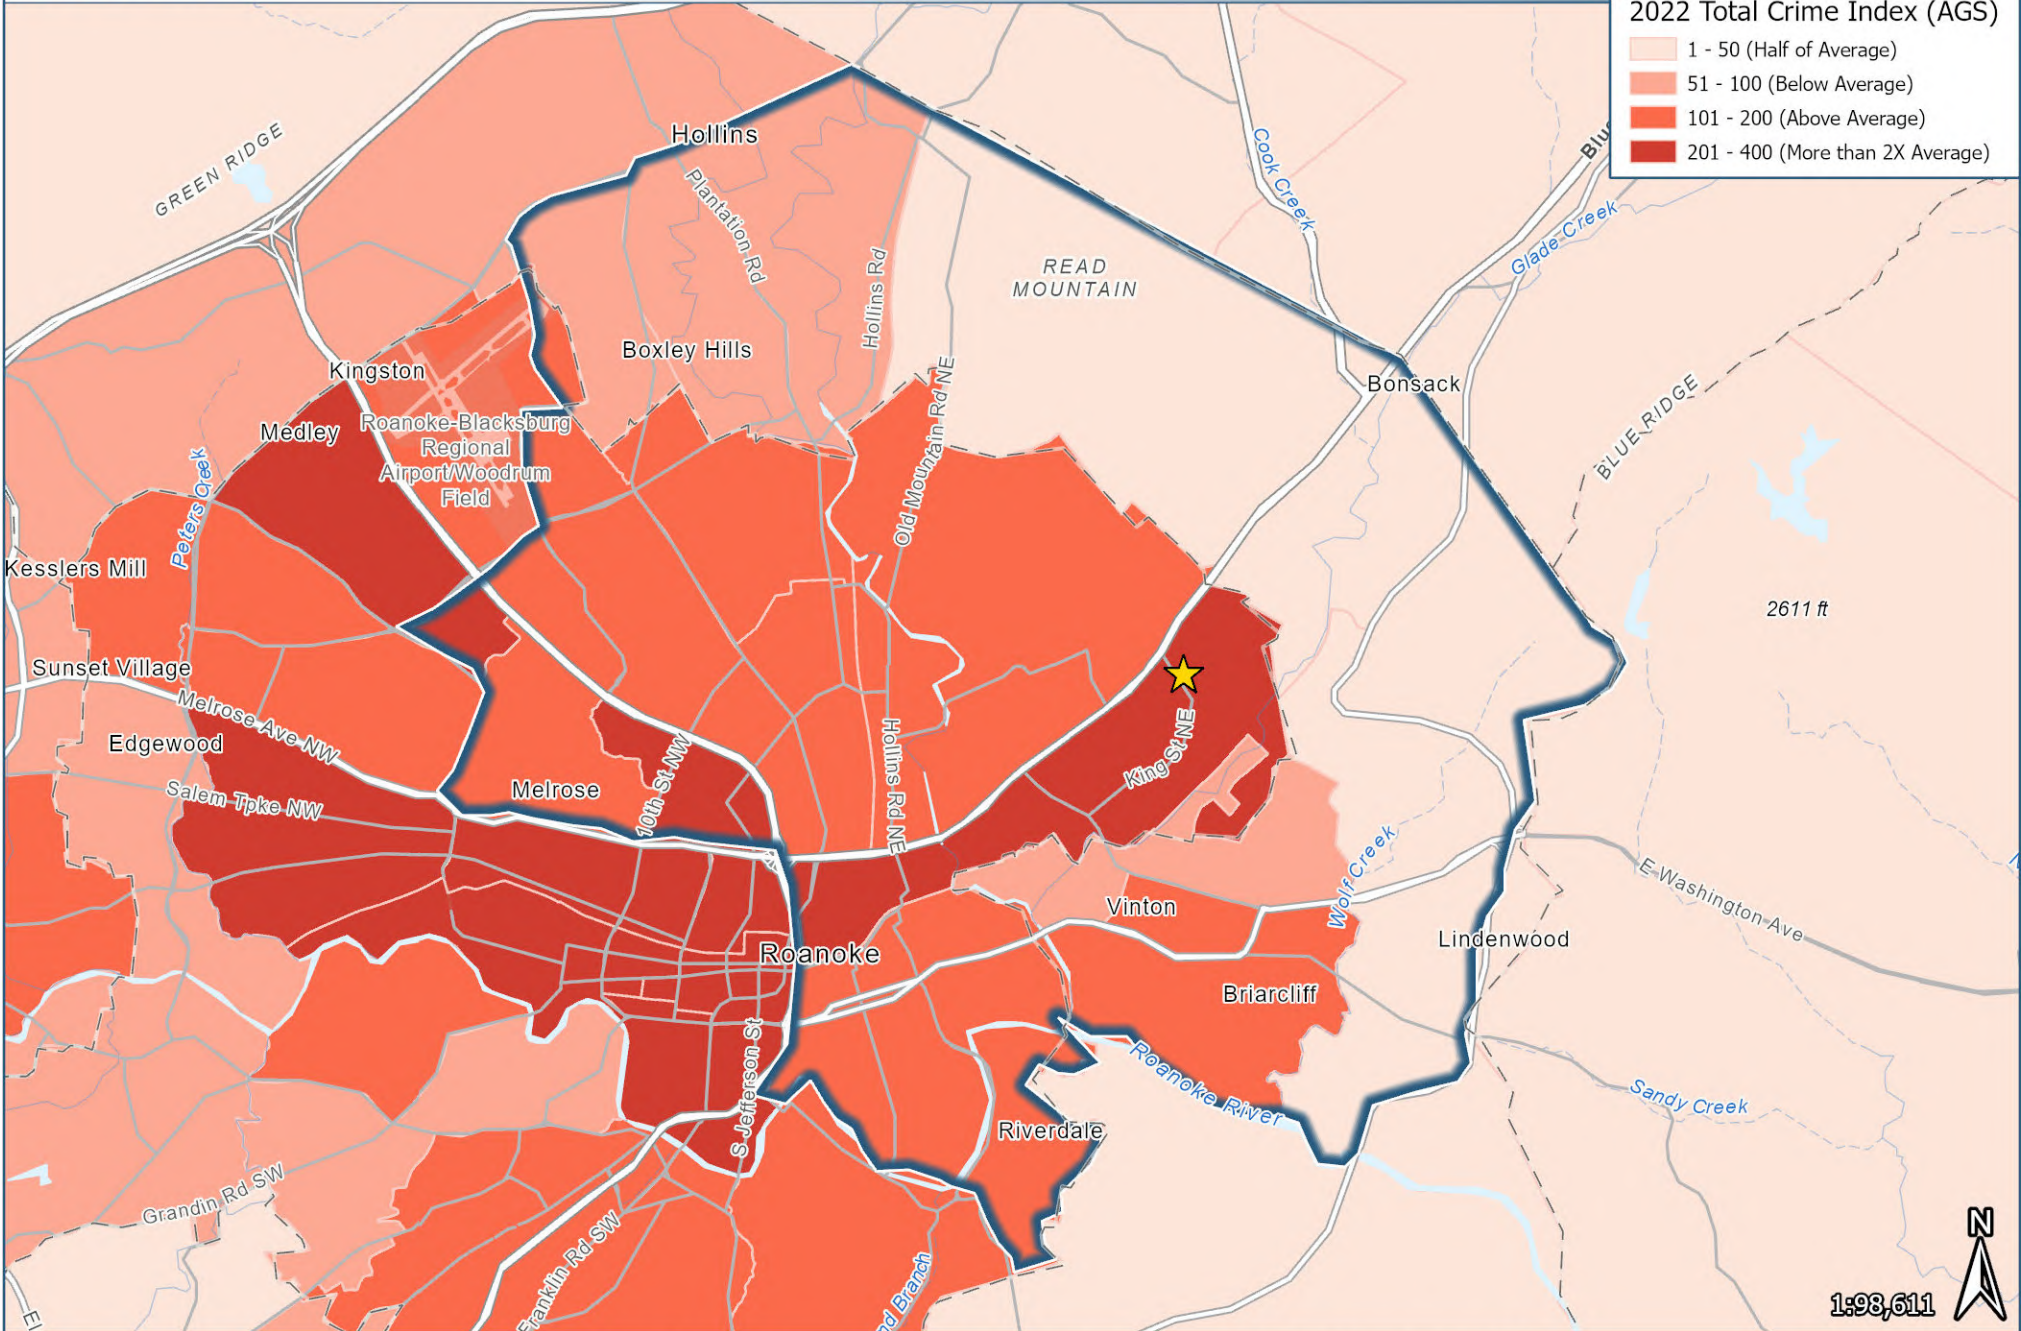 2022 Total Crime Index (AGS)
1 - 50 (Half of Average)
51 - 100 (Below Average)
101 - 200 (Above Average)
201 - 400 (More than 2X Average)
Hollins
GREEN RIDGE
Cook Creek
Glade Creek
Plantation Rd
Hollins Rd
READ
MOUNTAIN
Boxley Hills
Kingston
Bonsack
BLUE RIDGE
Medley
Roanoke-Blacksburg
Regional
Airport/Woodrum
Field
Old Mountain Rd NE
Peters Creek
Kesslers Mill
2611 ft
Sunset Village
Melrose Ave NW
Edgewood
Salem Tpke NW
Melrose
10th St NW
Hollins Rd NE
King St NE
Wolf Creek
E Washington Ave
Vinton
Roanoke
Lindenwood
Briarcliff
S Jefferson St
Roanoke River
Riverdale
Sandy Creek
Grandin Rd SW
Franklin Rd SW
Branch
N
1:98,611